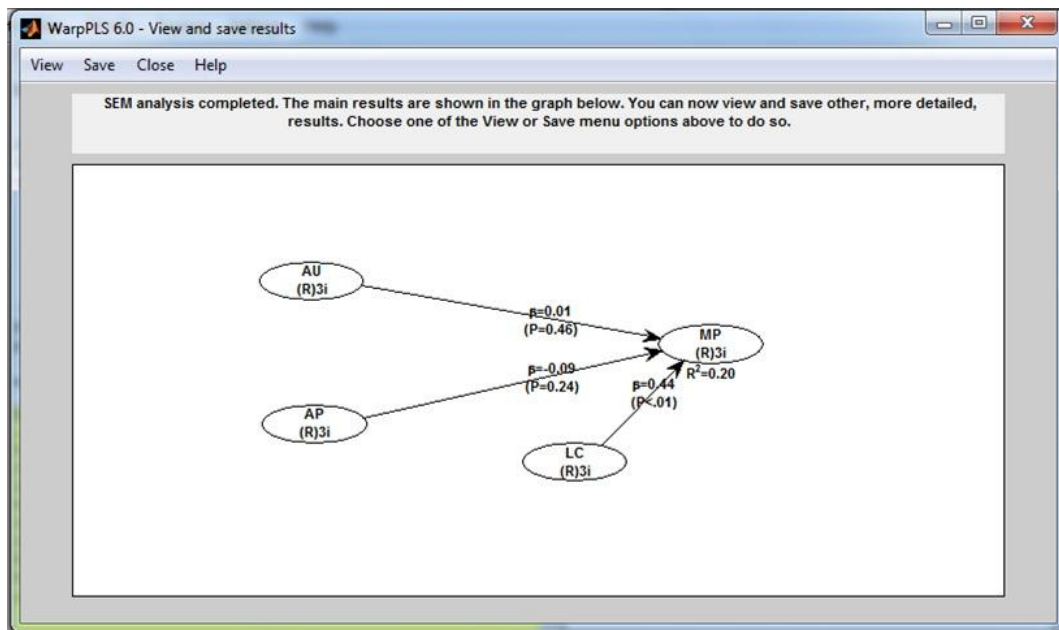 WarpPLS 6.0 - View and save results
View Save Close Help
SEM analysis completed. The main results are shown in the graph below. You can now view and save other, more detailed,
results. Choose one of the View or Save menu options above to do so.
AU
(R)3i
β=0.01
(P=0.46)
MP
(R)3i
R²=0.20
β=-0.09
(P=0.24)
β=0.44
(P<.01)
AP
(R)3i
LC
(R)3i